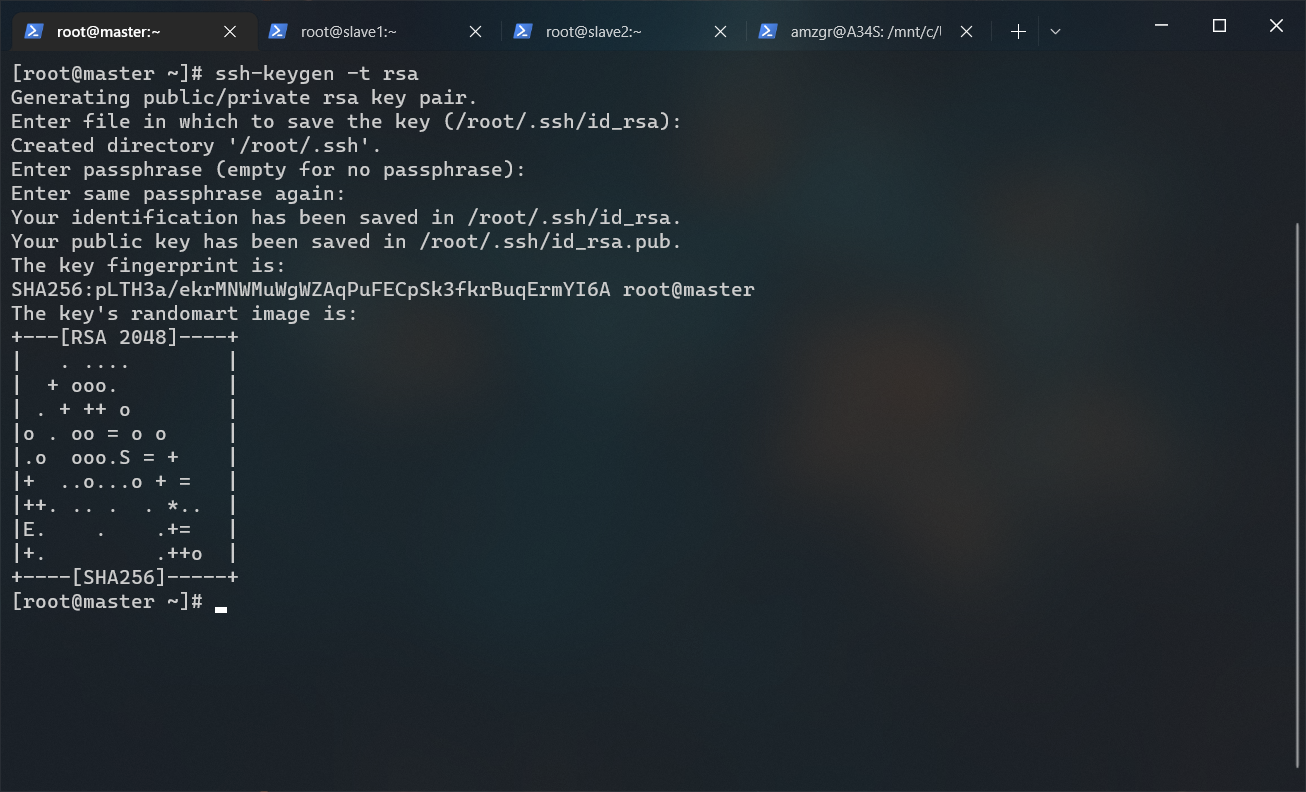 root@master:~
root@slave1:~
root@slave2:~
amzgr@A34S: /mnt/c/
[root@master ~]# ssh-keygen -t rsa
Generating public/private rsa key pair.
Enter file in which to save the key (/root/.ssh/id_rsa):
Created directory '/root/.ssh'.
Enter passphrase (empty for no passphrase):
Enter same passphrase again:
Your identification has been saved in /root/.ssh/id_rsa.
Your public key has been saved in /root/.ssh/id_rsa.pub.
The key fingerprint is:
SHA256:pLTH3a/ekrMNWMuWgWZAqPuFECpSk3fkrBuqErmYI6A root@master
The key's randomart image is:
+---[RSA 2048]----+
|   . ....        |
|  + ooo.         |
| . + ++ o        |
|o . oo = o o     |
|.o  ooo.S = +    |
|+  ..o...o + =   |
|++. .. .  . *..  |
|E.    .    .+=   |
|+.         .++o  |
+----[SHA256]-----+
[root@master ~]#